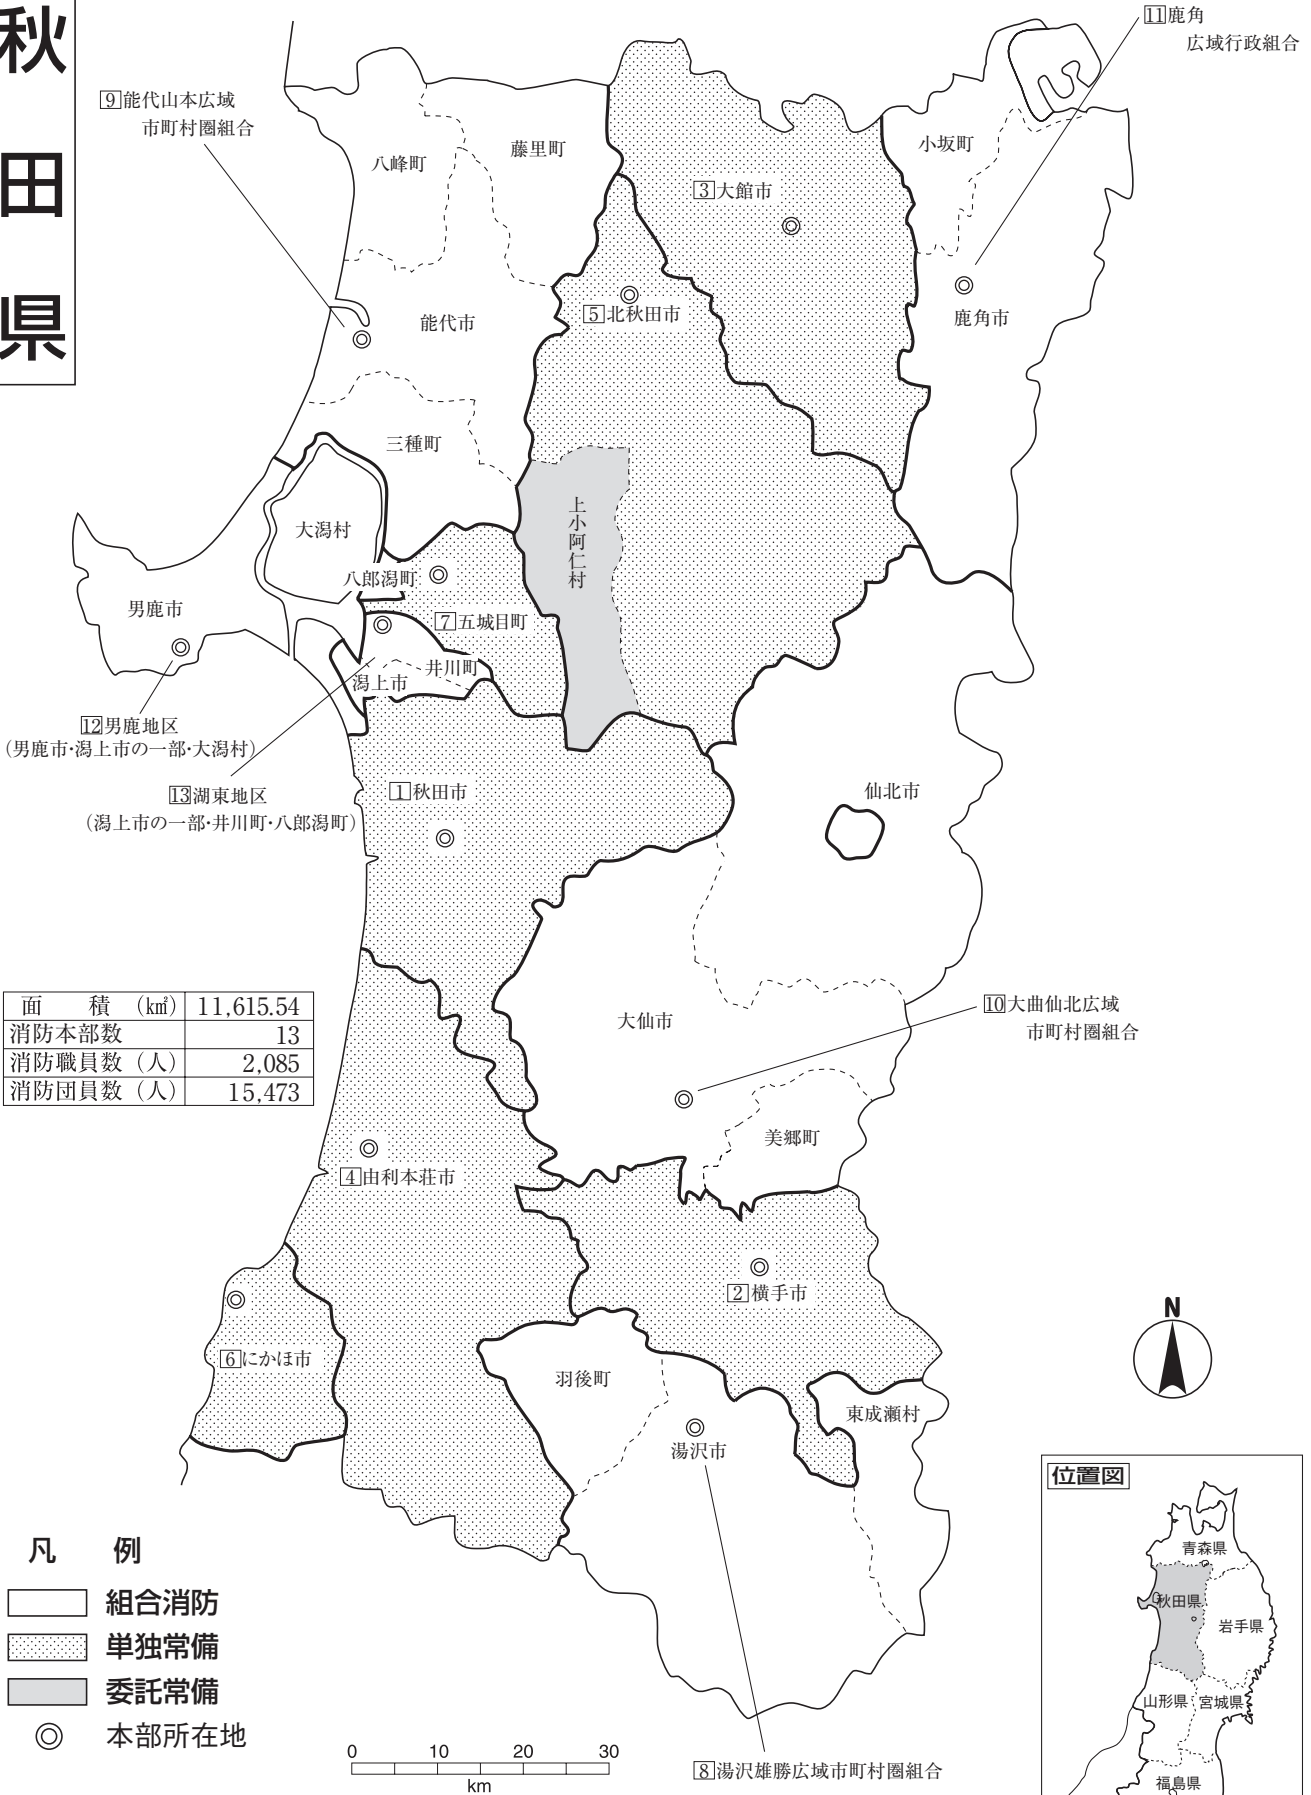 秋田県
11鹿角
広域行政組合
9能代山本広域
市町村圏組合
八峰町
藤里町
小坂町
3大館市
5北秋田市
鹿角市
能代市
三種町
上小阿仁村
大潟村
八郎潟町
男鹿市
7五城目町
井川町
潟上市
12男鹿地区
(男鹿市・潟上市の一部・大潟村)
13湖東地区
(潟上市の一部・井川町・八郎潟町)
1秋田市
仙北市
面 積 (㎢) 11,615.54
消防本部数 13
消防職員数(人) 2,085
消防団員数(人) 15,473
大仙市
10大曲仙北広域
市町村圏組合
美郷町
4由利本荘市
2横手市
6にかほ市
羽後町
東成瀬村
湯沢市
N
位置図
青森県
秋田県
岩手県
山形県
宮城県
福島県
凡 例
組合消防
単独常備
委託常備
本部所在地
0 10 20 30
km
8湯沢雄勝広域市町村圏組合